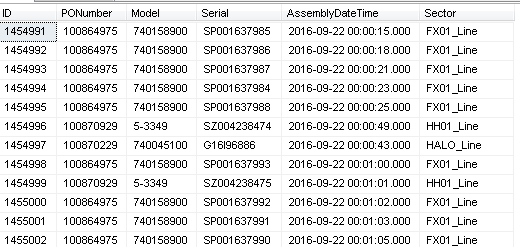 ID PONumber Model Serial AssemblyDateTime Sector
1454991 100864975 740158900 SP001637985 2016-09-22 00:00:15.000 FX01_Line
1454992 100864975 740158900 SP001637986 2016-09-22 00:00:18.000 FX01_Line
1454993 100864975 740158900 SP001637987 2016-09-22 00:00:21.000 FX01_Line
1454994 100864975 740158900 SP001637984 2016-09-22 00:00:23.000 FX01_Line
1454995 100864975 740158900 SP001637988 2016-09-22 00:00:25.000 FX01_Line
1454996 100870929 5-3349 SZ004238474 2016-09-22 00:00:49.000 HH01_Line
1454997 100870229 740045100 G16I96886 2016-09-22 00:00:43.000 HALO_Line
1454998 100864975 740158900 SP001637993 2016-09-22 00:01:00.000 FX01_Line
1454999 100870929 5-3349 SZ004238475 2016-09-22 00:01:01.000 HH01_Line
1455000 100864975 740158900 SP001637992 2016-09-22 00:01:02.000 FX01_Line
1455001 100864975 740158900 SP001637991 2016-09-22 00:01:03.000 FX01_Line
1455002 100864975 740158900 SP001637990 2016-09-22 00:01:05.000 FX01_Line